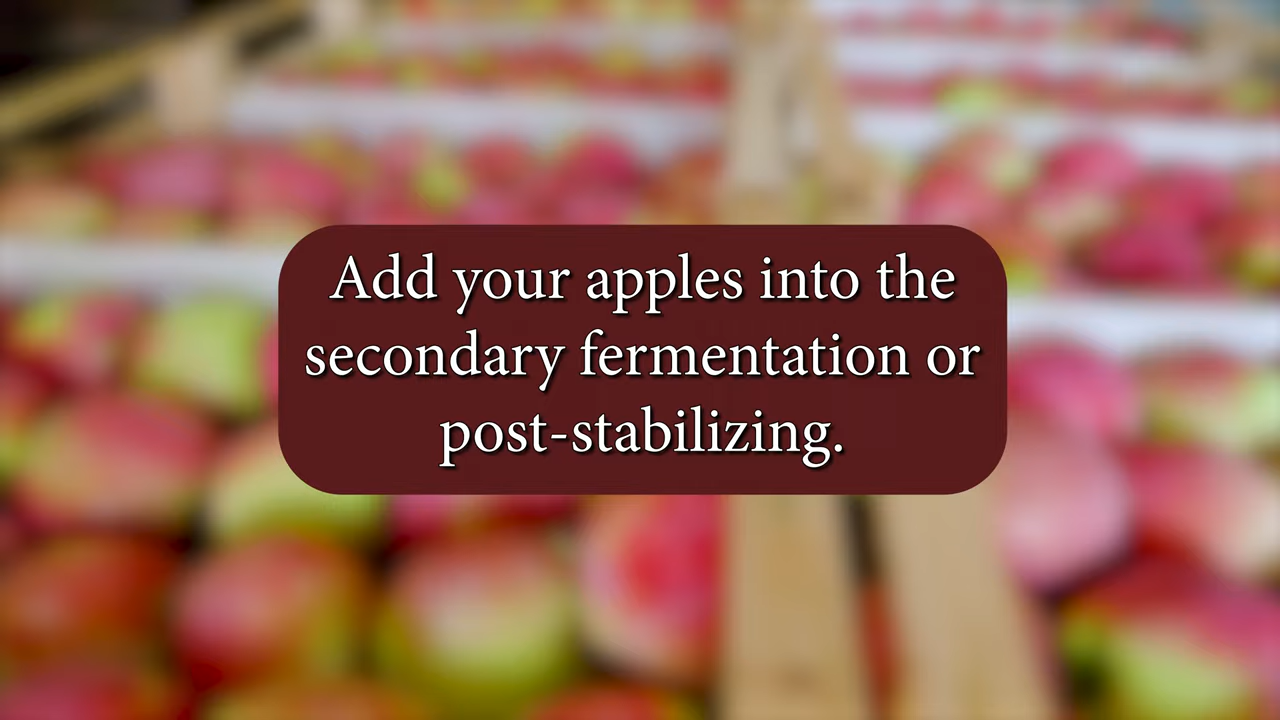 Add your apples into the
secondary fermentation or
post-stabilizing.